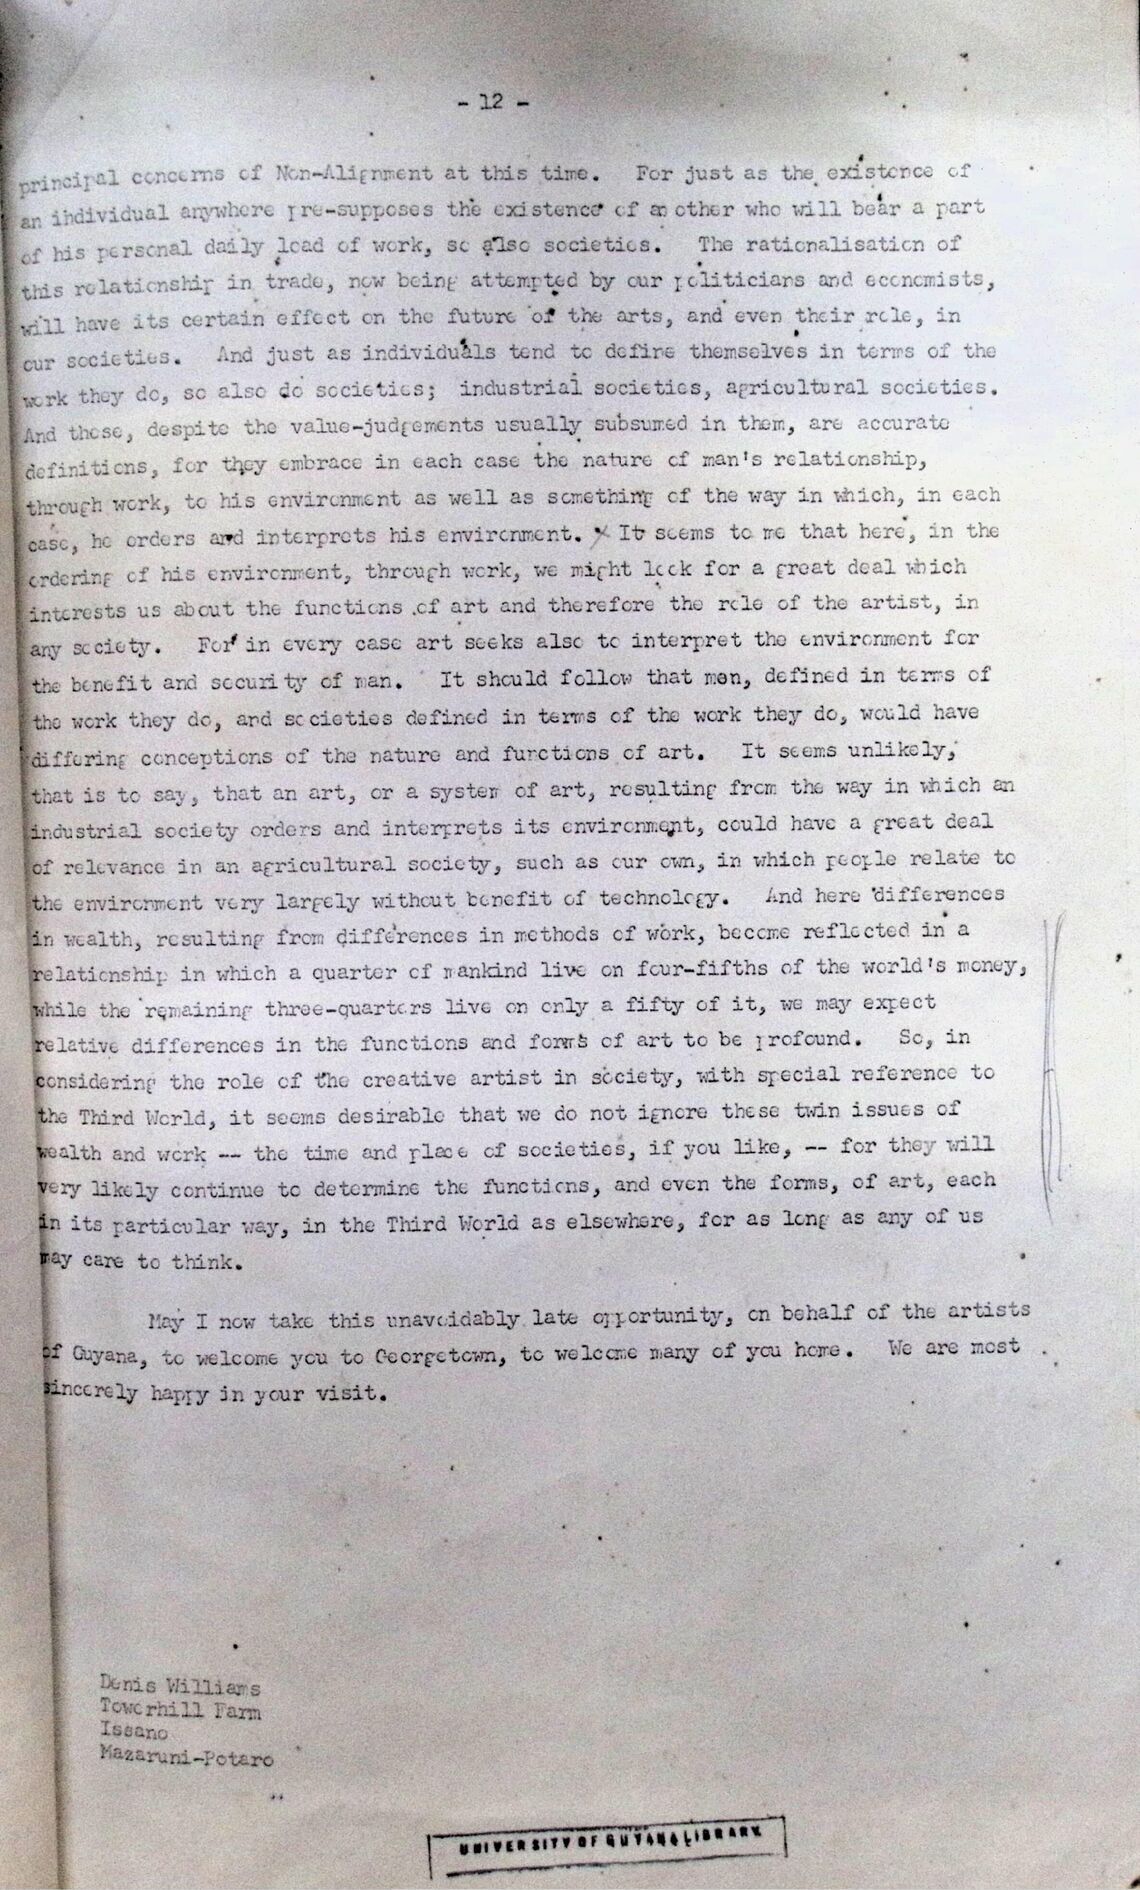 - 12 -
principal concerns of Non-Alignment at this time. For just as the existence of
an ihdividual anywhere pre-supposes the existence of another who will bear a part
of his personal daily load of work, so also societies. The rationalisation of
this relationship in trade, now being attempted by our politicians and economists,
will have its certain effect on the future of the arts, and even their role, in
our societies. And just as individuals tend to define themselves in terms of the
work they do, so also do societies; industrial societies, agricultural societies.
And these, despite the value-judgements usually subsumed in them, are accurate
definitions, for they embrace in each case the nature of man's relationship,
through work, to his environment as well as something of the way in which, in each
case, he orders and interprets his environment. x It seems to me that here, in the
ordering of his environment, through work, we might look for a great deal which
interests us about the functions of art and therefore the role of the artist, in
any society. For in every case art seeks also to interpret the environment for
the benefit and security of man. It should follow that men, defined in terms of
the work they do, and societies defined in terms of the work they do, would have
differing conceptions of the nature and functions of art. It seems unlikely,
that is to say, that an art, or a system of art, resulting from the way in which an
industrial society orders and interprets its environment, could have a great deal
of relevance in an agricultural society, such as our own, in which people relate to
the environment very largely without benefit of technology. And here differences
in wealth, resulting from differences in methods of work, become reflected in a
relationship in which a quarter of mankind live on four-fifths of the world's money,
while the remaining three-quarters live on only a fifty of it, we may expect
relative differences in the functions and forms of art to be profound. So, in
considering the role of the creative artist in society, with special reference to
the Third World, it seems desirable that we do not ignore these twin issues of
wealth and work -- the time and place of societies, if you like, -- for they will
very likely continue to determine the functions, and even the forms, of art, each
in its particular way, in the Third World as elsewhere, for as long as any of us
may care to think.
May I now take this unavoidably late opportunity, on behalf of the artists
of Guyana, to welcome you to Georgetown, to welcome many of you home. We are most
sincerely happy in your visit.
Denis Williams
Towerhill Farm
Issano
Mazaruni-Potaro
UNIVERSITY OF GUYANA LIBRARY